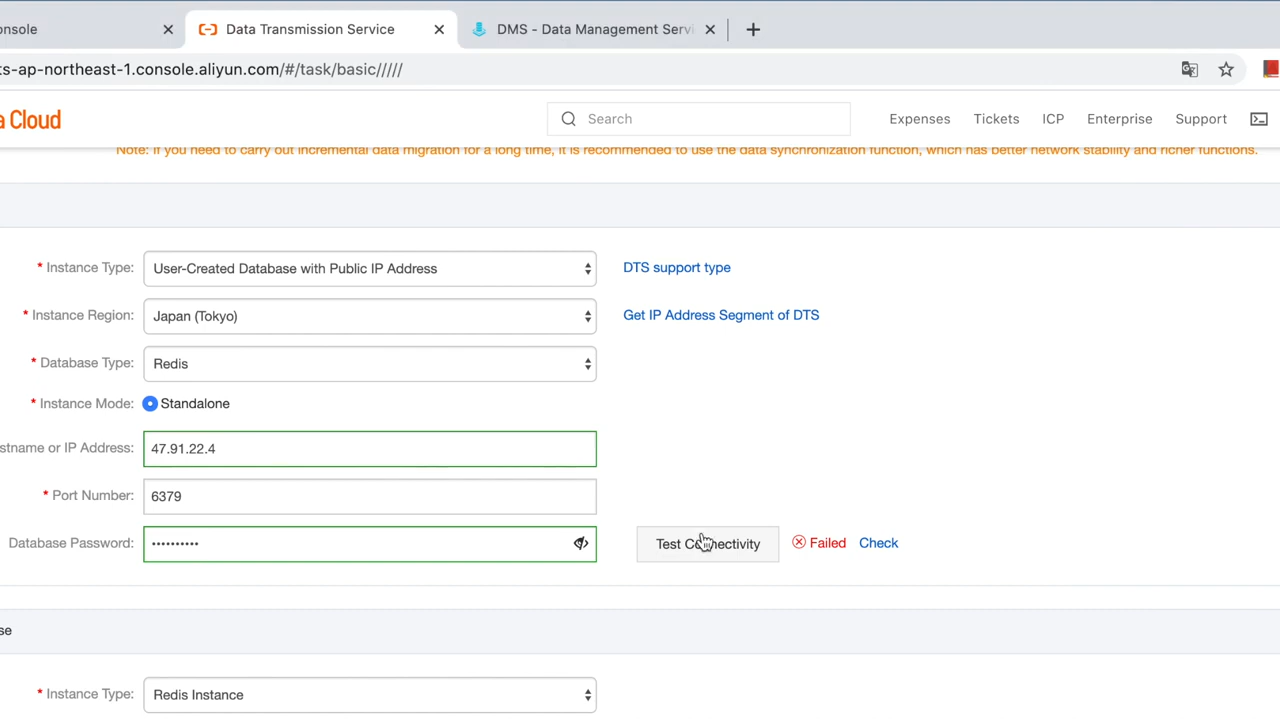 onsole
Data Transmission Service
DMS - Data Management Servi
ts-ap-northeast-1.console.aliyun.com/#/task/basic/////
a Cloud
Search
Expenses
Tickets
ICP
Enterprise
Support
Note: If you need to carry out incremental data migration for a long time, it is recommended to use the data synchronization function, which has better network stability and richer functions.
* Instance Type:
User-Created Database with Public IP Address
DTS support type
* Instance Region:
Japan (Tokyo)
Get IP Address Segment of DTS
* Database Type:
Redis
* Instance Mode:
Standalone
stname or IP Address:
47.91.22.4
* Port Number:
6379
Database Password:
••••••••••
Test Connectivity
Failed
Check
se
* Instance Type:
Redis Instance